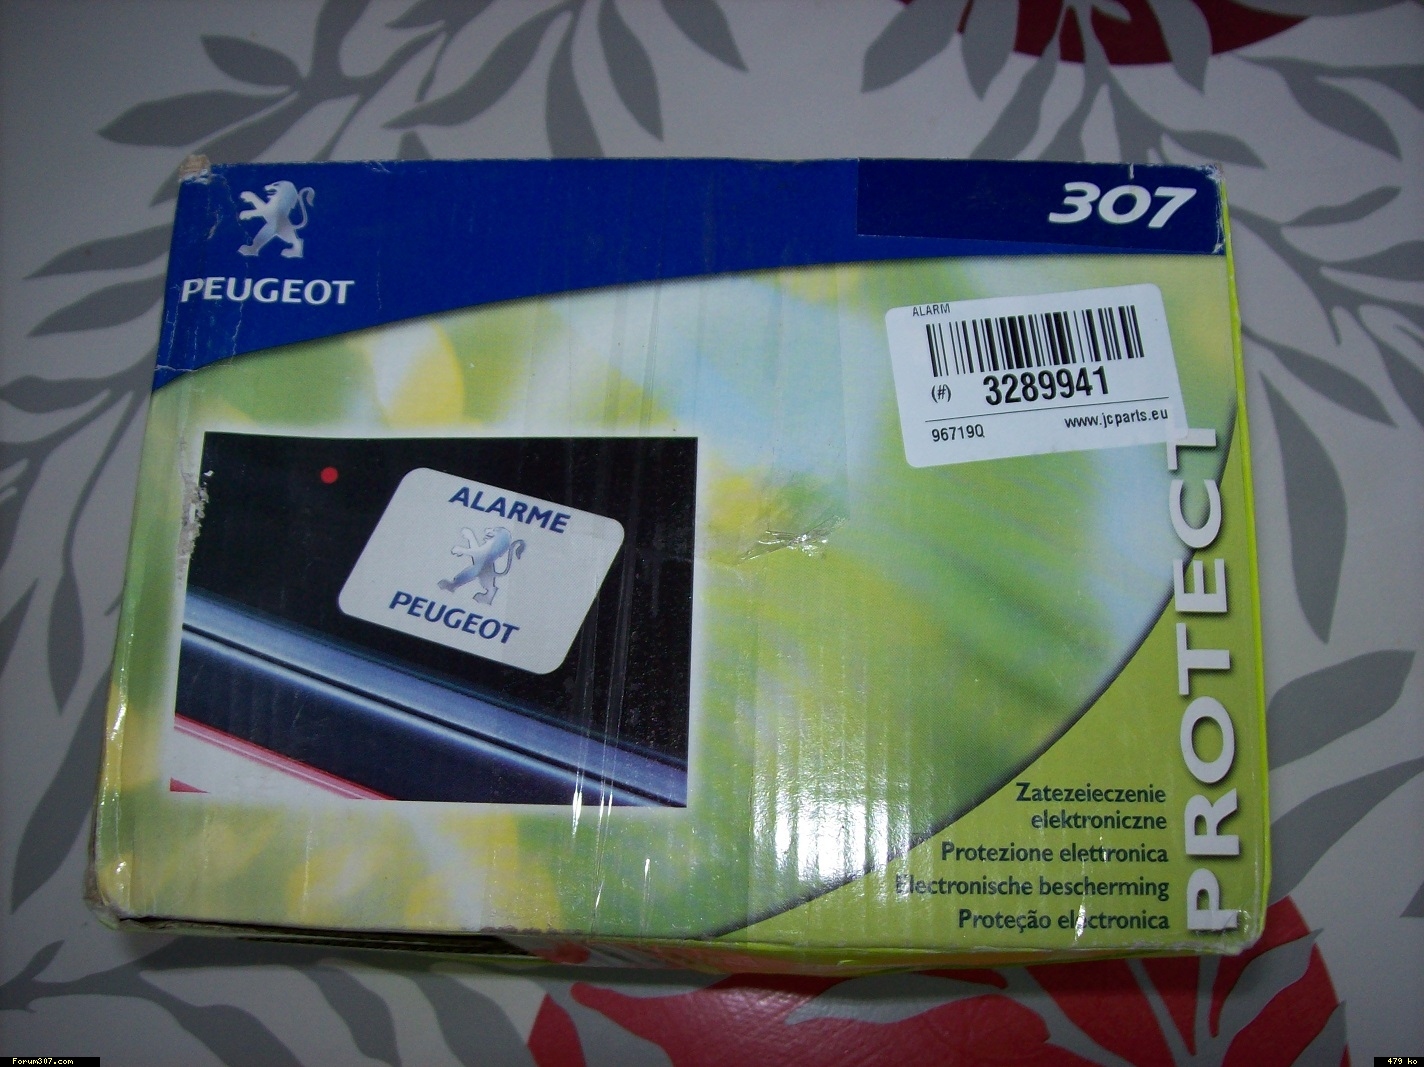 307
PEUGEOT
ALARM
(#) 3289941
96719Q www.jcparts.eu
ALARME
PEUGEOT
PROTECT
Zatezeieczenie
elektroniczne
Protezione elettronica
Electronische bescherming
Proteção electronica
Forum307.com
479 ko